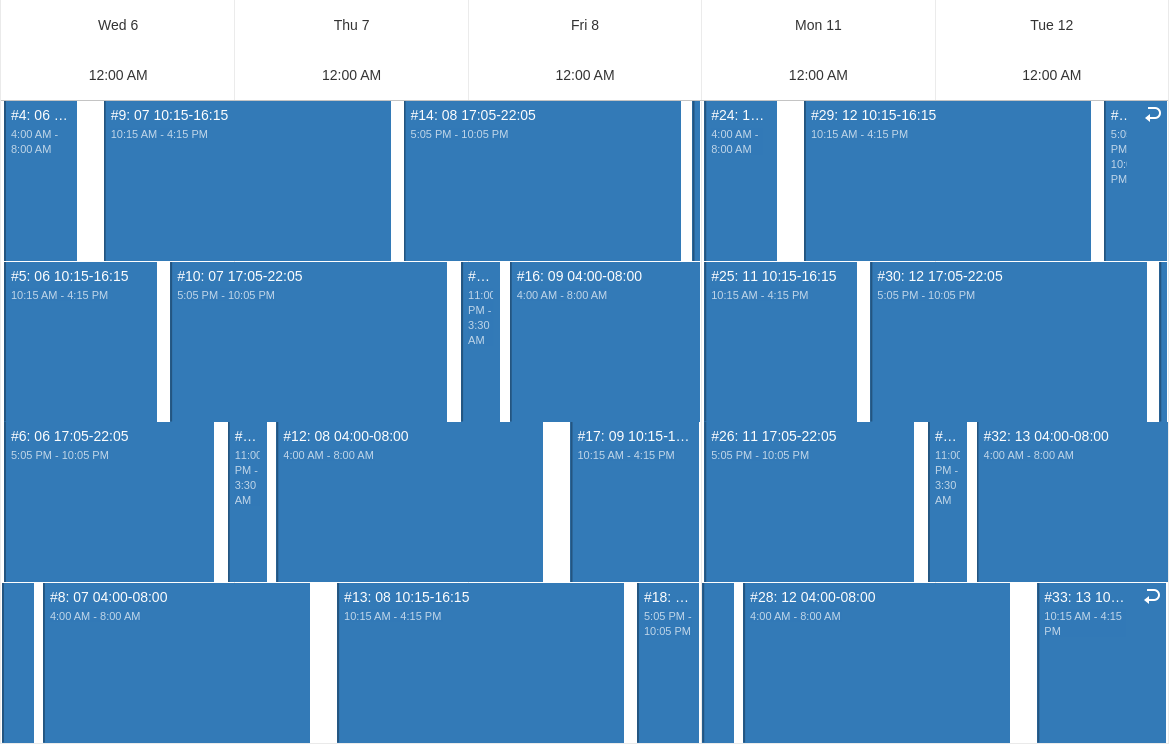 Wed 6
Thu 7
Fri 8
Mon 11
Tue 12
12:00 AM
12:00 AM
12:00 AM
12:00 AM
12:00 AM
#4: 06 ...
4:00 AM -
8:00 AM
#9: 07 10:15-16:15
10:15 AM - 4:15 PM
#14: 08 17:05-22:05
5:05 PM - 10:05 PM
#24: 1...
4:00 AM -
8:00 AM
#29: 12 10:15-16:15
10:15 AM - 4:15 PM
#...
5:0
PM
10:
PM
#5: 06 10:15-16:15
10:15 AM - 4:15 PM
#10: 07 17:05-22:05
5:05 PM - 10:05 PM
#...
11:00
PM -
3:30
AM
#16: 09 04:00-08:00
4:00 AM - 8:00 AM
#25: 11 10:15-16:15
10:15 AM - 4:15 PM
#30: 12 17:05-22:05
5:05 PM - 10:05 PM
#6: 06 17:05-22:05
5:05 PM - 10:05 PM
#...
11:00
PM -
3:30
AM
#12: 08 04:00-08:00
4:00 AM - 8:00 AM
#17: 09 10:15-1...
10:15 AM - 4:15 PM
#26: 11 17:05-22:05
5:05 PM - 10:05 PM
#...
11:00
PM -
3:30
AM
#32: 13 04:00-08:00
4:00 AM - 8:00 AM
#8: 07 04:00-08:00
4:00 AM - 8:00 AM
#13: 08 10:15-16:15
10:15 AM - 4:15 PM
#18: ...
5:05 PM -
10:05 PM
#28: 12 04:00-08:00
4:00 AM - 8:00 AM
#33: 13 10...
10:15 AM - 4:15
PM